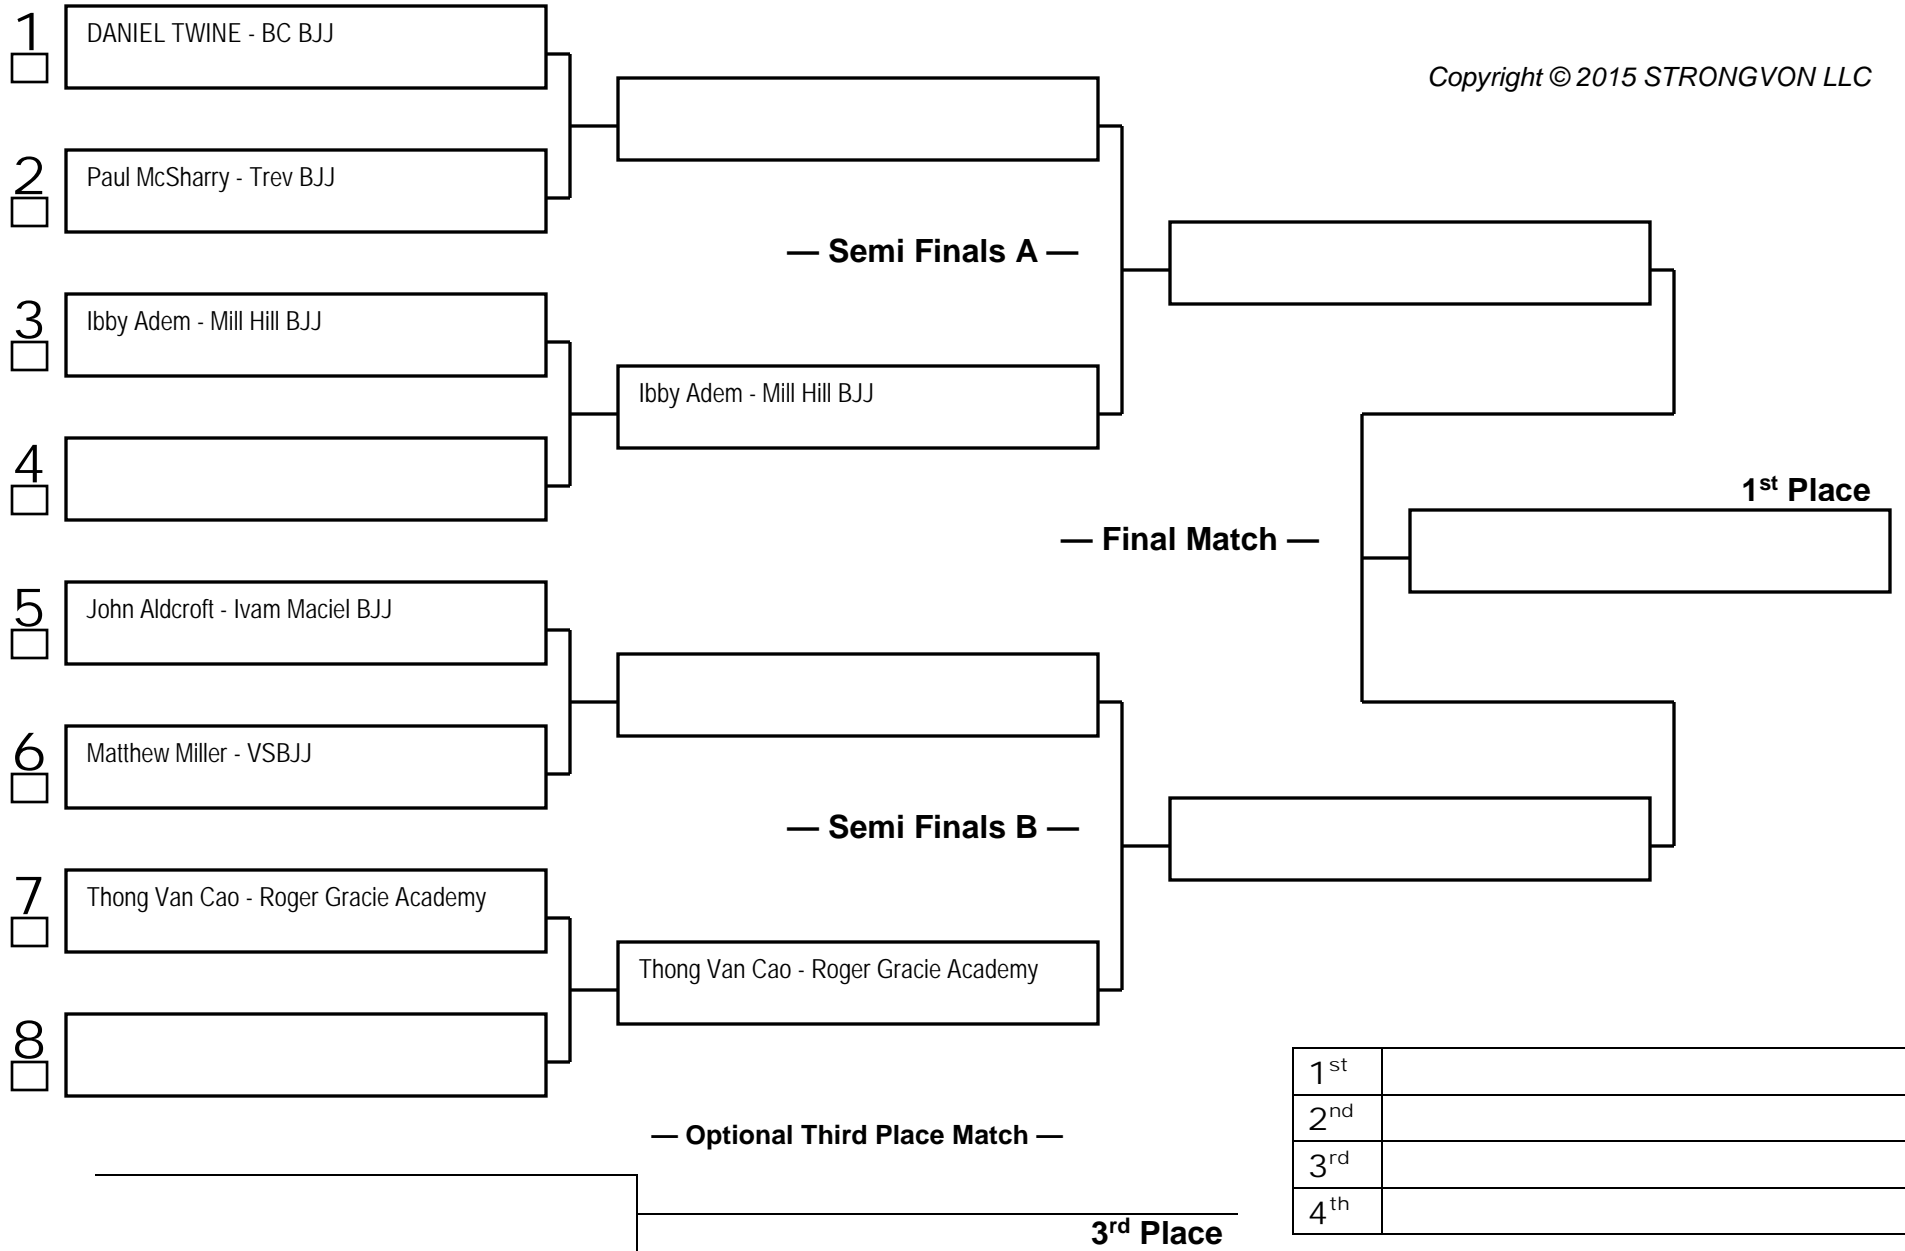 1
DANIEL TWINE - BC BJJ
Copyright © 2015 STRONGVON LLC
2
Paul McSharry - Trev BJJ
— Semi Finals A —
3
Ibby Adem - Mill Hill BJJ
Ibby Adem - Mill Hill BJJ
4
1st Place
— Final Match —
5
John Aldcroft - Ivam Maciel BJJ
6
Matthew Miller - VSBJJ
— Semi Finals B —
7
Thong Van Cao - Roger Gracie Academy
Thong Van Cao - Roger Gracie Academy
8
1st
2nd
— Optional Third Place Match —
3rd
4th
3rd Place